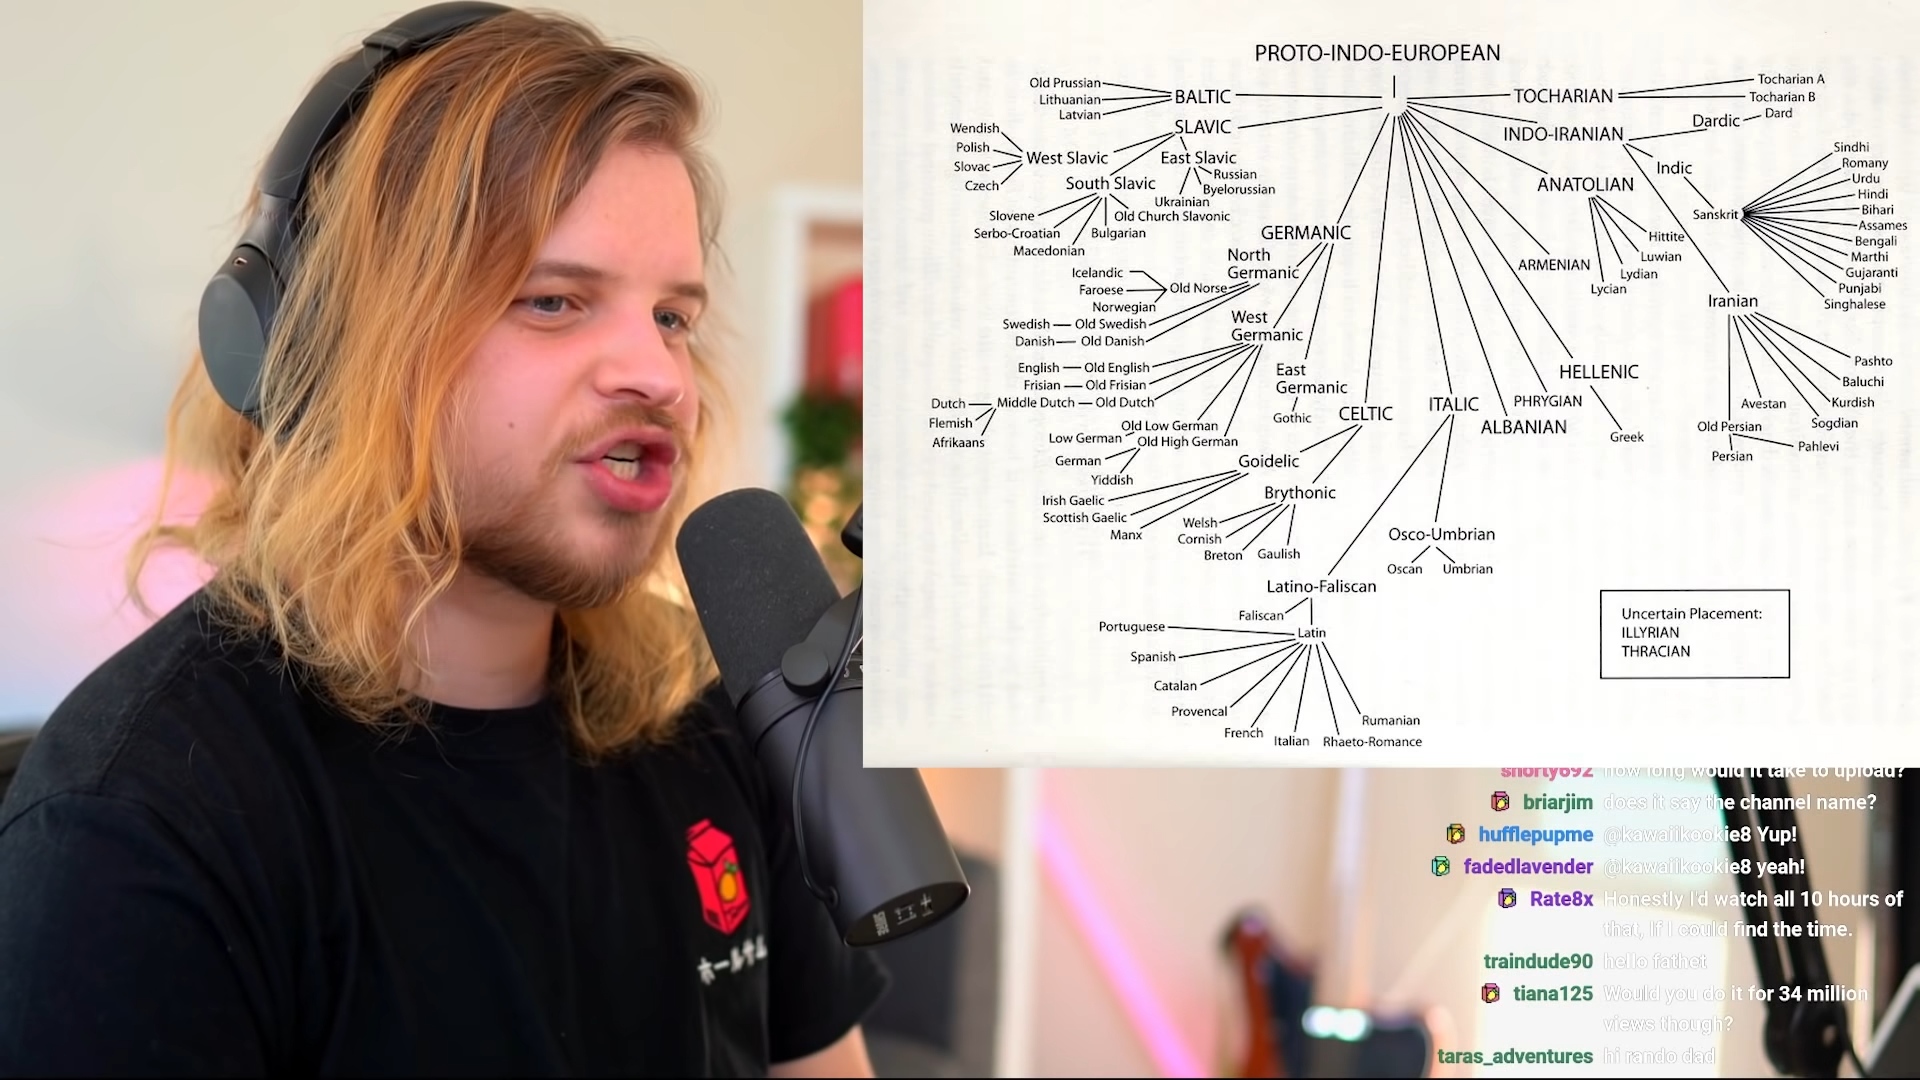 PROTO-INDO-EUROPEAN
Old Prussian
Lithuanian
Latvian
BALTIC
TOCHARIAN
Tocharian A
Tocharian B
SLAVIC
INDO-IRANIAN
Dardic
Dard
Wendish
Polish
Slovac
Czech
West Slavic
East Slavic
Russian
Byelorussian
Ukrainian
South Slavic
Old Church Slavonic
Slovene
Serbo-Croatian
Macedonian
Bulgarian
ANATOLIAN
Hittite
Luwian
Lydian
Lycian
Indic
Sanskrit
Sindhi
Romany
Urdu
Hindi
Bihari
Assames
Bengali
Marthi
Gujaranti
Punjabi
Singhalese
GERMANIC
North
Germanic
Icelandic
Faroese
Norwegian
Old Norse
Swedish
Old Swedish
Danish
Old Danish
West
Germanic
English
Old English
Frisian
Old Frisian
Dutch
Flemish
Afrikaans
Middle Dutch
Old Dutch
Old Low German
Low German
Old High German
German
Yiddish
East
Germanic
Gothic
ARMENIAN
Iranian
Pashto
Baluchi
Kurdish
Sogdian
Avestan
Old Persian
Pahlevi
Persian
HELLENIC
Greek
PHRYGIAN
ALBANIAN
ITALIC
CELTIC
Goidelic
Irish Gaelic
Scottish Gaelic
Manx
Brythonic
Welsh
Cornish
Breton
Gaulish
Osco-Umbrian
Oscan
Umbrian
Latino-Faliscan
Faliscan
Latin
Portuguese
Spanish
Catalan
Provencal
French
Italian
Rhaeto-Romance
Rumanian
Uncertain Placement:
ILLYRIAN
THRACIAN
shorty692 how long would it take to upload?
briarjim does it say the channel name?
hufflepupme @kawaiikookie8 Yup!
fadedlavender @kawaiikookie8 yeah!
Rate8x Honestly I'd watch all 10 hours of
that, If I could find the time.
traindude90 hello fathet
tiana125 Would you do it for 34 million
views though?
taras_adventures hi rando dad